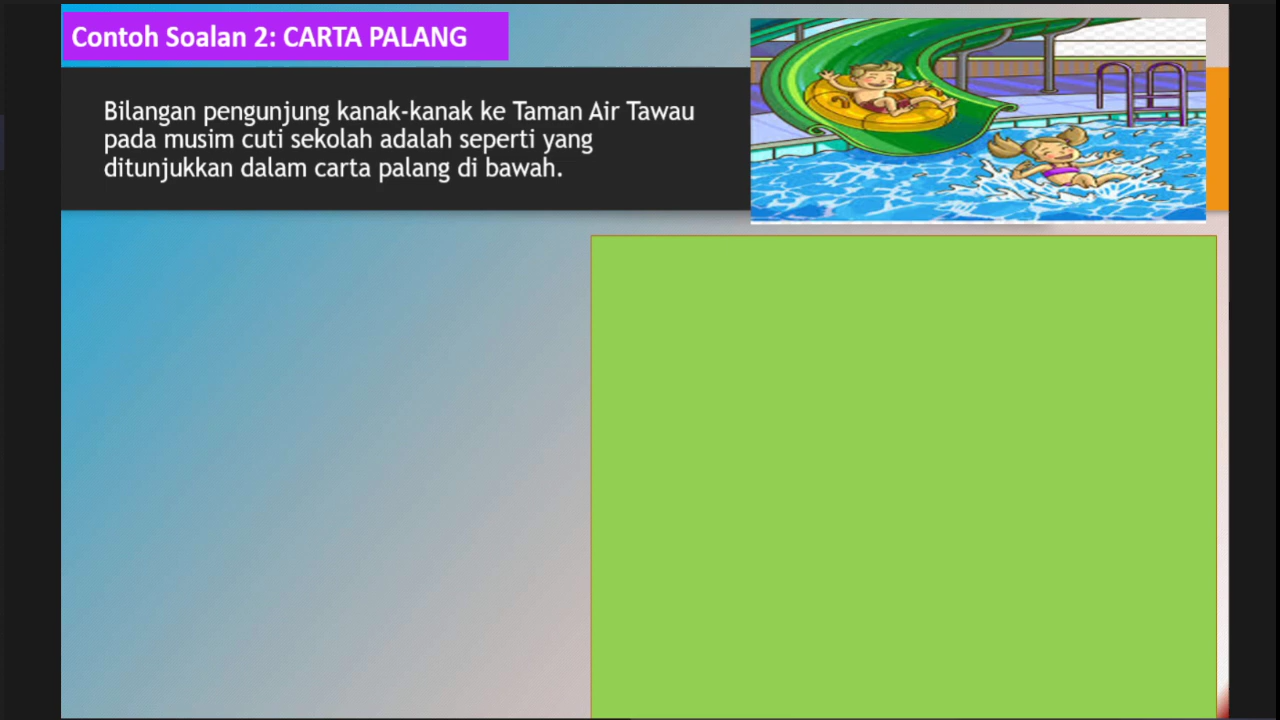 Contoh Soalan 2: CARTA PALANG
Bilangan pengunjung kanak-kanak ke Taman Air Tawau
pada musim cuti sekolah adalah seperti yang
ditunjukkan dalam carta palang di bawah.